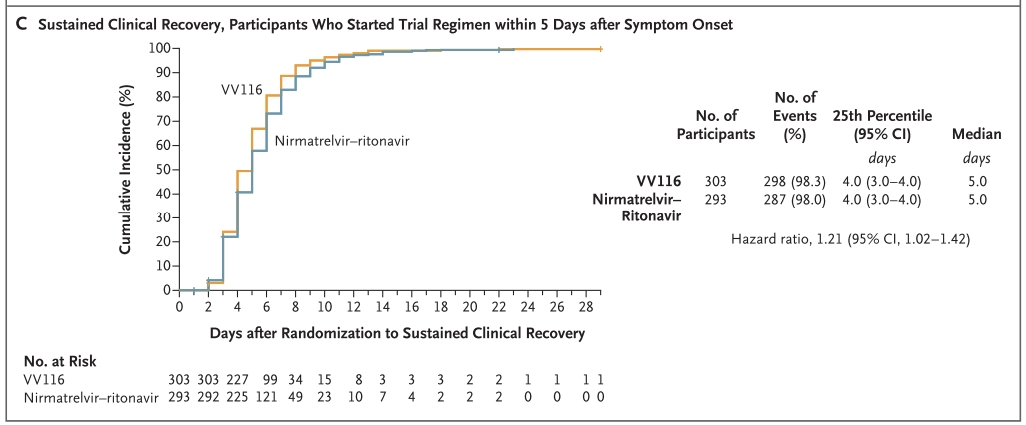 C Sustained Clinical Recovery, Participants Who Started Trial Regimen within 5 Days after Symptom Onset
Cumulative Incidence (%)
100
90
80
70
60
50
40
30
20
10
0
VV116
Nirmatrelvir–ritonavir
0 2 4 6 8 10 12 14 16 18 20 22 24 26 28
Days after Randomization to Sustained Clinical Recovery
No. of Participants
No. of Events (%)
25th Percentile (95% CI)
Median
days days
VV116 303 298 (98.3) 4.0 (3.0–4.0) 5.0
Nirmatrelvir– 293 287 (98.0) 4.0 (3.0–4.0) 5.0
Ritonavir
Hazard ratio, 1.21 (95% CI, 1.02–1.42)
No. at Risk
VV116 303 303 227 99 34 15 8 3 3 3 2 2 1 1 1 1
Nirmatrelvir–ritonavir 293 292 225 121 49 23 10 7 4 2 2 2 0 0 0 0